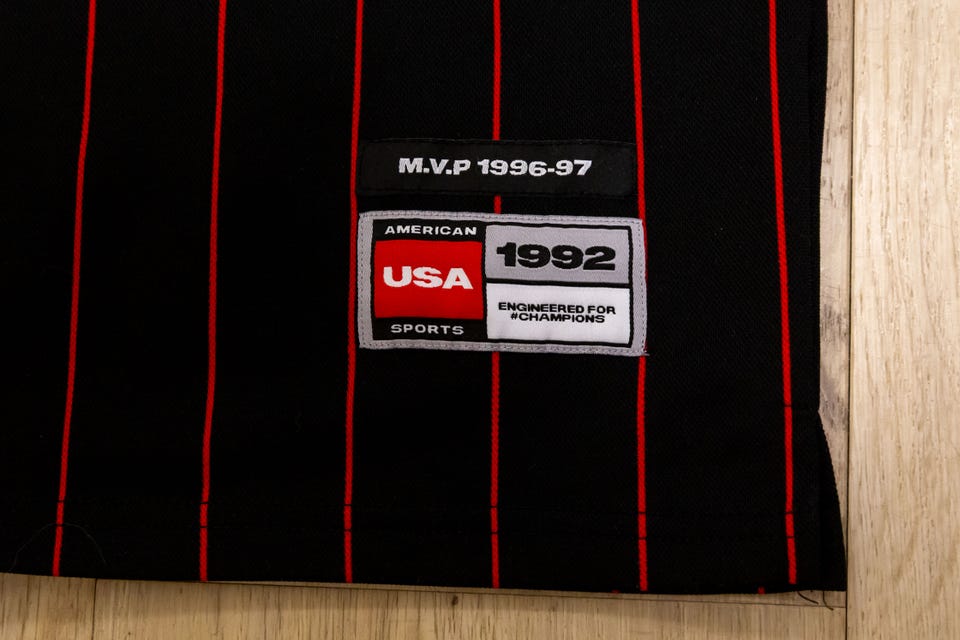 M.V.P 1996-97
AMERICAN
USA
SPORTS
1992
ENGINEERED FOR
#CHAMPIONS